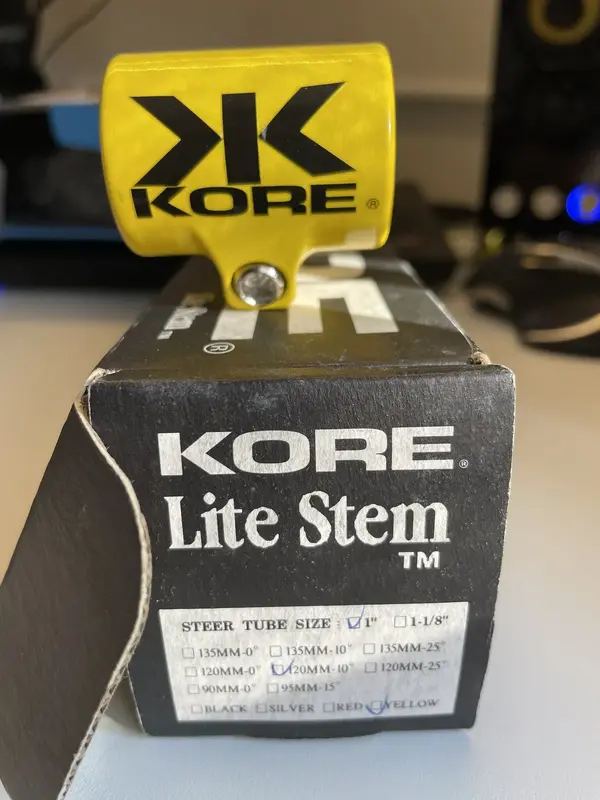 KORE®
®
KORE®
Lite Stem
TM
STEER TUBE SIZE : ☑ 1" ☐ 1-1/8"
☐ 135MM-0° ☐ 135MM-10° ☐ 135MM-25°
☐ 120MM-0° ☑ 120MM-10° ☐ 120MM-25°
☐ 90MM-0° ☐ 95MM-15°
☐ BLACK ☐ SILVER ☐ RED ☑ YELLOW